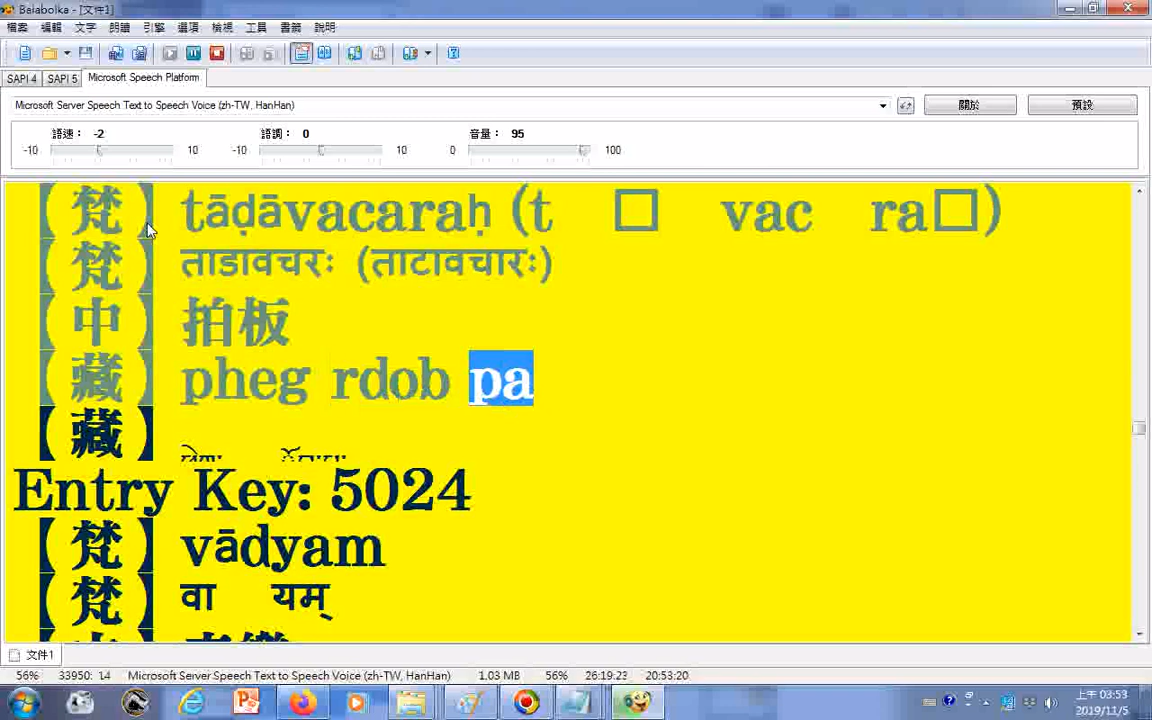 Balabolka - [文件1]
檔案 編輯 文字 朗讀 引擎 選項 檢視 工具 書籤 說明
SAPI 4 SAPI 5 Microsoft Speech Platform
Microsoft Server Speech Text to Speech Voice (zh-TW, HanHan) 關於 預設
語速： -2 語調： 0 音量： 95
-10 10 -10 10 0 100
【梵】 tāḍāvacaraḥ (t □ vac ra□)
【梵】 ताडावचरः (ताटावचारः)
【中】 拍板
【藏】 pheg rdob pa
【藏】
Entry Key: 5024
【梵】 vādyam
【梵】 वा यम्
文件1
56% 33950: 14 Microsoft Server Speech Text to Speech Voice (zh-TW, HanHan) 1.03 MB 56% 26:19:23 20:53:20
上午 03:53
2019/11/5